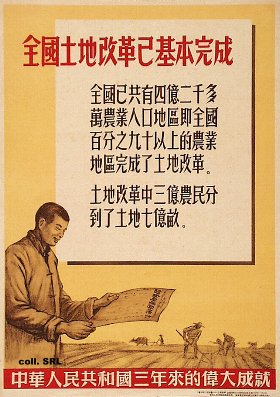 全國土地改革已基本完成
全國已共有四億二千多
萬農業人口地區即全國
百分之九十以上的農業
地區完成了土地改革。
土地改革中三億農民分
到了土地七億畝。
coll. SRL.
中華人民共和國三年來的偉大成就